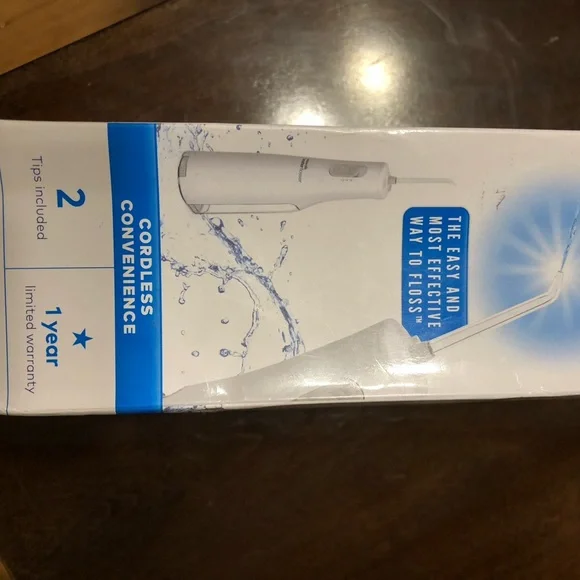 THE EASY AND
MOST EFFECTIVE
WAY TO FLOSS™
CORDLESS
CONVENIENCE
2
Tips included
1 year
limited warranty